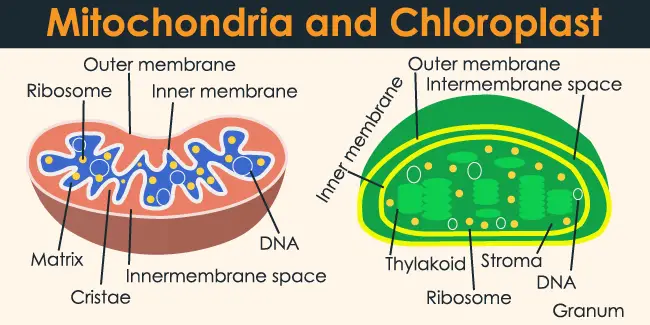 Mitochondria and Chloroplast
Outer membrane
Ribosome
Inner membrane
Matrix
Cristae
Innermembrane space
DNA
Outer membrane
Intermembrane space
Inner membrane
Thylakoid
Stroma
Ribosome
DNA
Granum